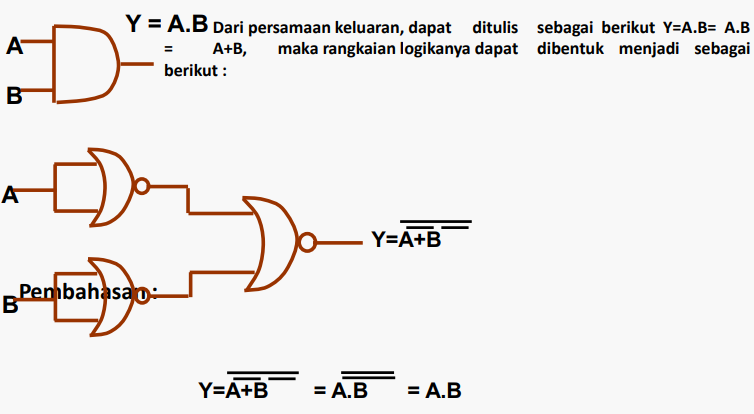 Y = A.B Dari persamaan keluaran, dapat ditulis sebagai berikut Y=A.B= A.B
A = A+B, maka rangkaian logikanya dapat dibentuk menjadi sebagai
berikut :
B
A
Y=A+B
Pembahasan :
B
Y=A+B = A.B = A.B